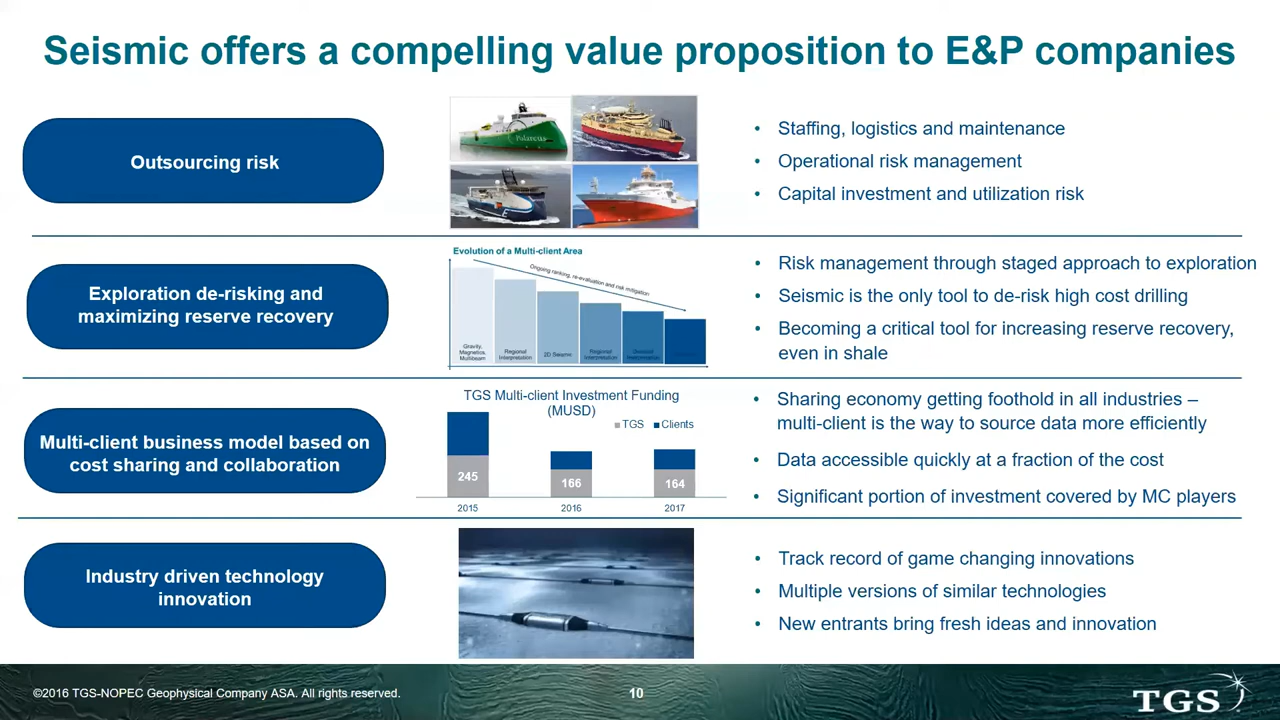 Seismic offers a compelling value proposition to E&P companies
Outsourcing risk
Polarcus
• Staffing, logistics and maintenance
• Operational risk management
• Capital investment and utilization risk
Exploration de-risking and
maximizing reserve recovery
Evolution of a Multi-client Area
Ongoing ranking, re-evaluation and risk mitigation
Gravity,
Magnetics,
Multibeam
Regional
Interpretation
2D Seismic
Regional
Interpretation
• Risk management through staged approach to exploration
• Seismic is the only tool to de-risk high cost drilling
• Becoming a critical tool for increasing reserve recovery,
even in shale
Multi-client business model based on
cost sharing and collaboration
TGS Multi-client Investment Funding
(MUSD)
TGS Clients
245
166
164
2015
2016
2017
• Sharing economy getting foothold in all industries –
multi-client is the way to source data more efficiently
• Data accessible quickly at a fraction of the cost
• Significant portion of investment covered by MC players
Industry driven technology
innovation
• Track record of game changing innovations
• Multiple versions of similar technologies
• New entrants bring fresh ideas and innovation
©2016 TGS-NOPEC Geophysical Company ASA. All rights reserved.
10
TGS